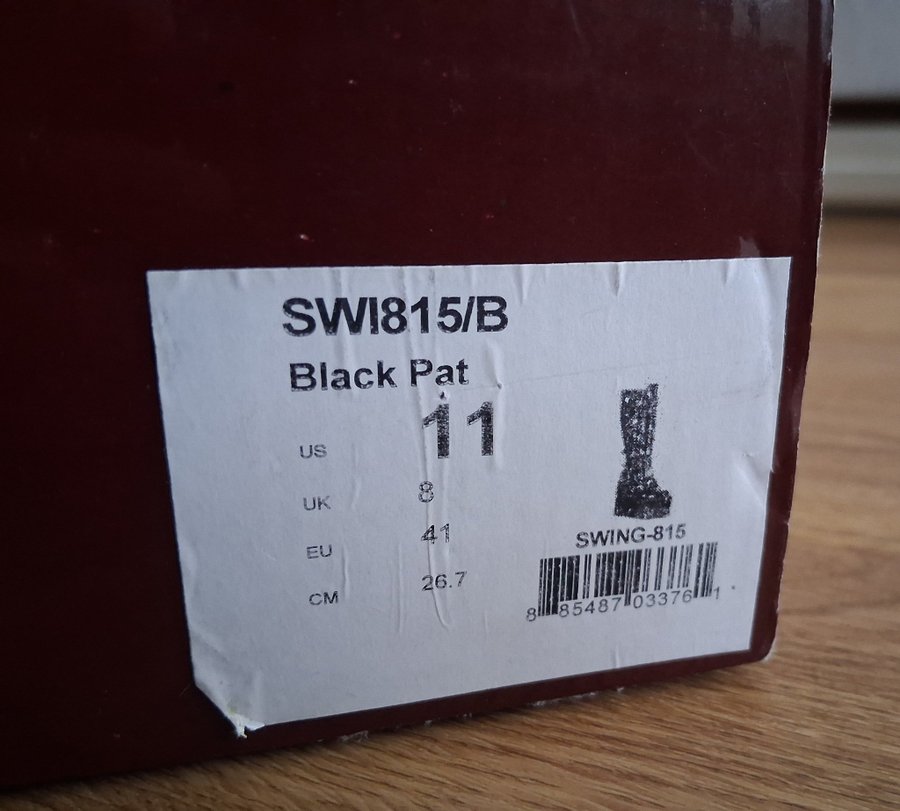 SWI815/B
Black Pat
US 11
UK 8
EU 41
CM 26.7
SWING-815
8 85487 03376 1